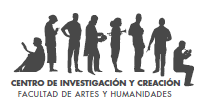 CENTRO DE INVESTIGACIÓN Y CREACIÓN
FACULTAD DE ARTES Y HUMANIDADES